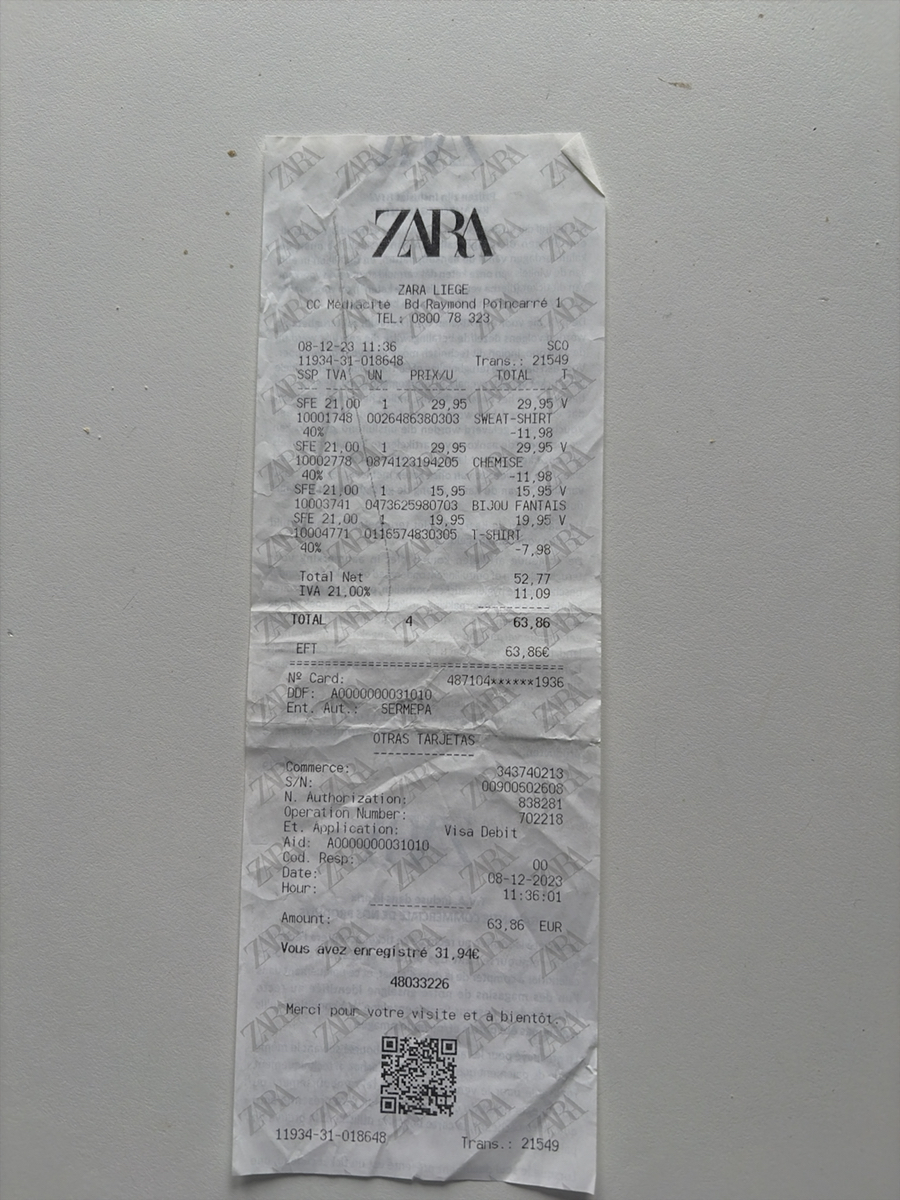 ZARA
ZARA LIEGE
CC Médiacité Bd Raymond Poincarré 1
TEL: 0800 78 323
08-12-23 11:36 SCO
11934-31-018648 Trans.: 21549
SSP TVA UN PRIX/U TOTAL T
SFE 21,00 1 29,95 29,95 V
10001748 0026486380303 SWEAT-SHIRT
40% -11,98
SFE 21,00 1 29,95 29,95 V
10002778 0874123194205 CHEMISE
40% -11,98
SFE 21,00 1 15,95 15,95 V
10003741 0473625980703 BIJOU FANTAIS
SFE 21,00 1 19,95 19,95 V
10004771 0116574830305 T-SHIRT
40% -7,98
Total Net 52,77
IVA 21,00% 11,09
TOTAL 4 63,86
EFT 63,86€
Nº Card: 487104******1936
DDF: A0000000031010
Ent. Aut.: SERMEPA
OTRAS TARJETAS
Commerce: 343740213
S/N: 00900502608
N. Authorization: 838281
Operation Number: 702218
Et. Application: Visa Debit
Aid: A0000000031010
Cod. Resp: 00
Date: 08-12-2023
Hour: 11:36:01
Amount: 63,86 EUR
Vous avez enregistré 31,94€
48033226
Merci pour votre visite et à bientôt.
11934-31-018648 Trans.: 21549